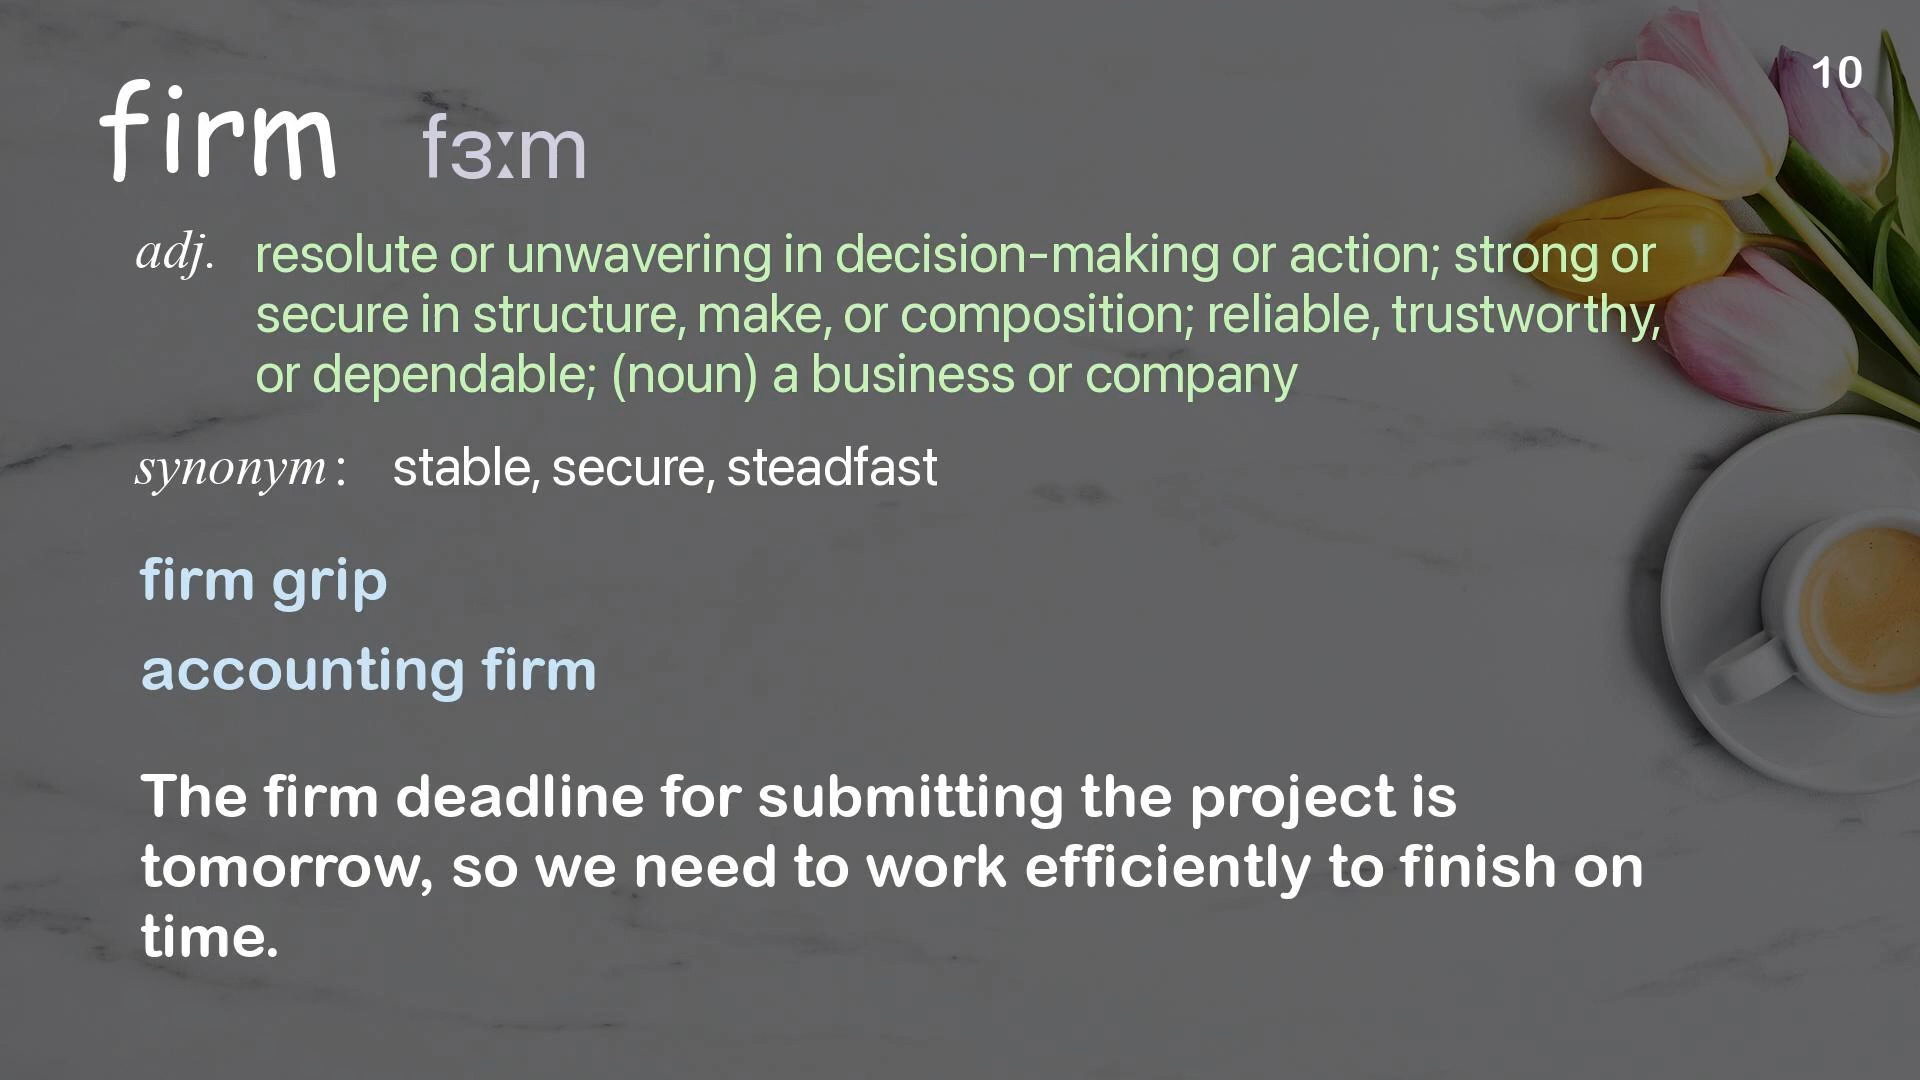 10
firm fɜːm
adj. resolute or unwavering in decision-making or action; strong or
secure in structure, make, or composition; reliable, trustworthy,
or dependable; (noun) a business or company
synonym: stable, secure, steadfast
firm grip
accounting firm
The firm deadline for submitting the project is
tomorrow, so we need to work efficiently to finish on
time.